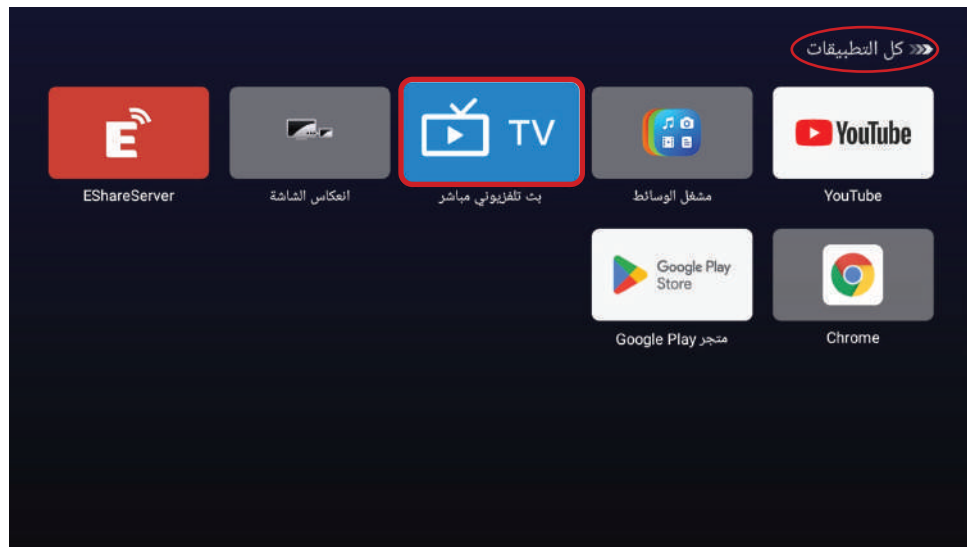 كل التطبيقات
YouTube
TV
E
YouTube
مشغل الوسائط
بث تلفزيوني مباشر
انعكاس الشاشة
EShareServer
Google Play
Store
Chrome
متجر Google Play